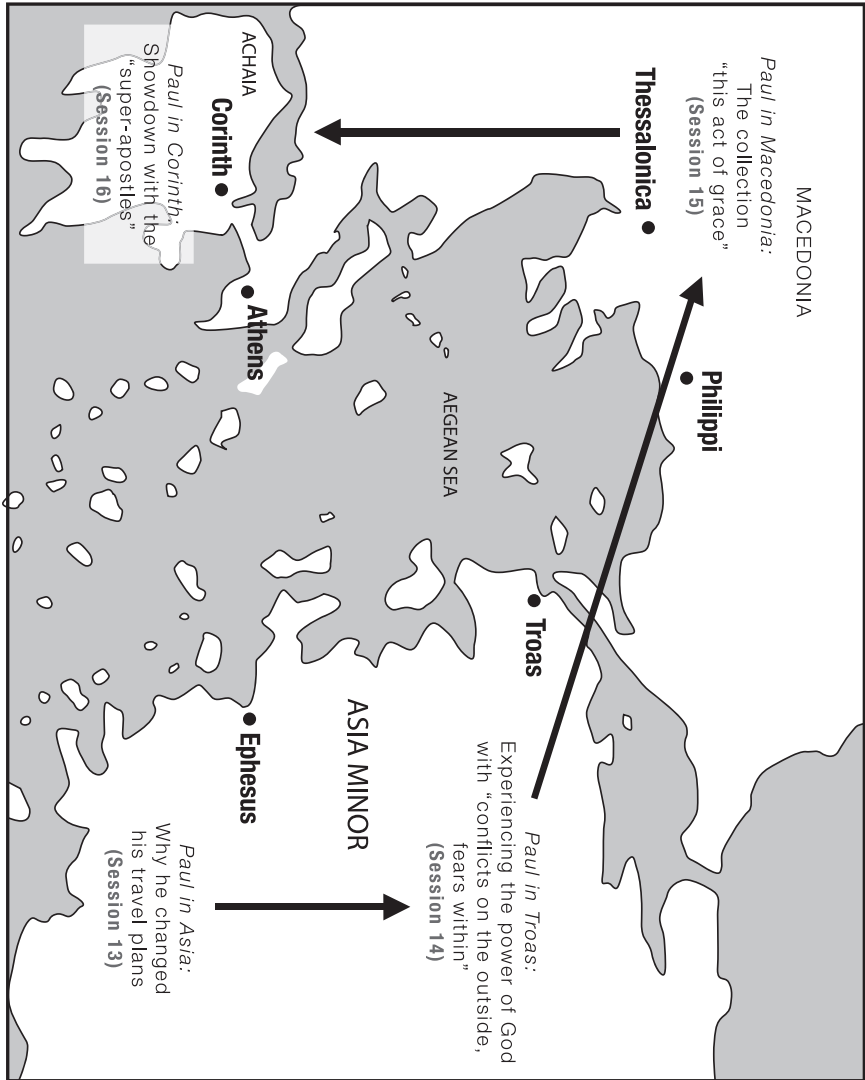 MACEDONIA
Paul in Macedonia:
The collection
“this act of grace”
(Session 15)
Philippi
Thessalonica
Troas
Paul in Troas:
Experiencing the power of God
with “conflicts on the outside,
fears within”
(Session 14)
AEGEAN SEA
ASIA MINOR
ACHAIA
Corinth
Athens
Ephesus
Paul in Corinth:
Showdown with the
“super-apostles”
(Session 16)
Paul in Asia:
Why he changed
his travel plans
(Session 13)